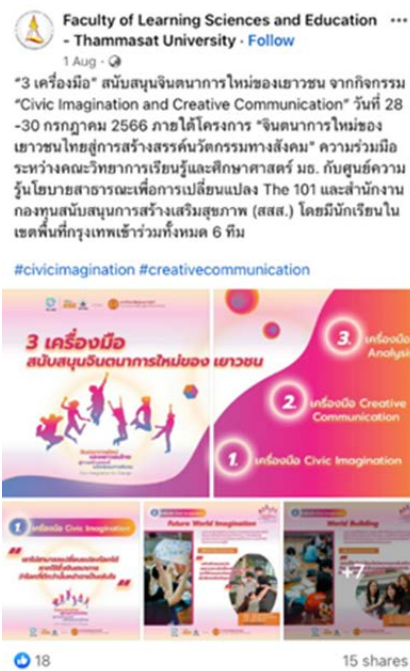 Faculty of Learning Sciences and Education
- Thammasat University · Follow
1 Aug ·
"3 เครื่องมือ" สนับสนุนจินตนาการใหม่ของเยาวชน จากกิจกรรม
"Civic Imagination and Creative Communication" วันที่ 28
-30 กรกฎาคม 2566 ภายใต้โครงการ "จินตนาการใหม่ของ
เยาวชนไทยสู่การสร้างสรรค์นวัตกรรมทางสังคม" ความร่วมมือ
ระหว่างคณะวิทยาการเรียนรู้และศึกษาศาสตร์ มธ. กับศูนย์ความ
รู้นโยบายสาธารณะเพื่อการเปลี่ยนแปลง The 101 และสำนักงาน
กองทุนสนับสนุนการสร้างเสริมสุขภาพ (สสส.) โดยมีนักเรียนใน
เขตพื้นที่กรุงเทพเข้าร่วมทั้งหมด 6 ทีม
#civicimagination #creativecommunication
3 เครื่องมือ
สนับสนุนจินตนาการใหม่ของ เยาวชน
3. เครื่องมือ
Analysi
2. เครื่องมือ Creative
Communication
1. เครื่องมือ Civic Imagination
1. เครื่องมือ Civic Imagination
Future World Imagination
World Building
+7
18
15 shares